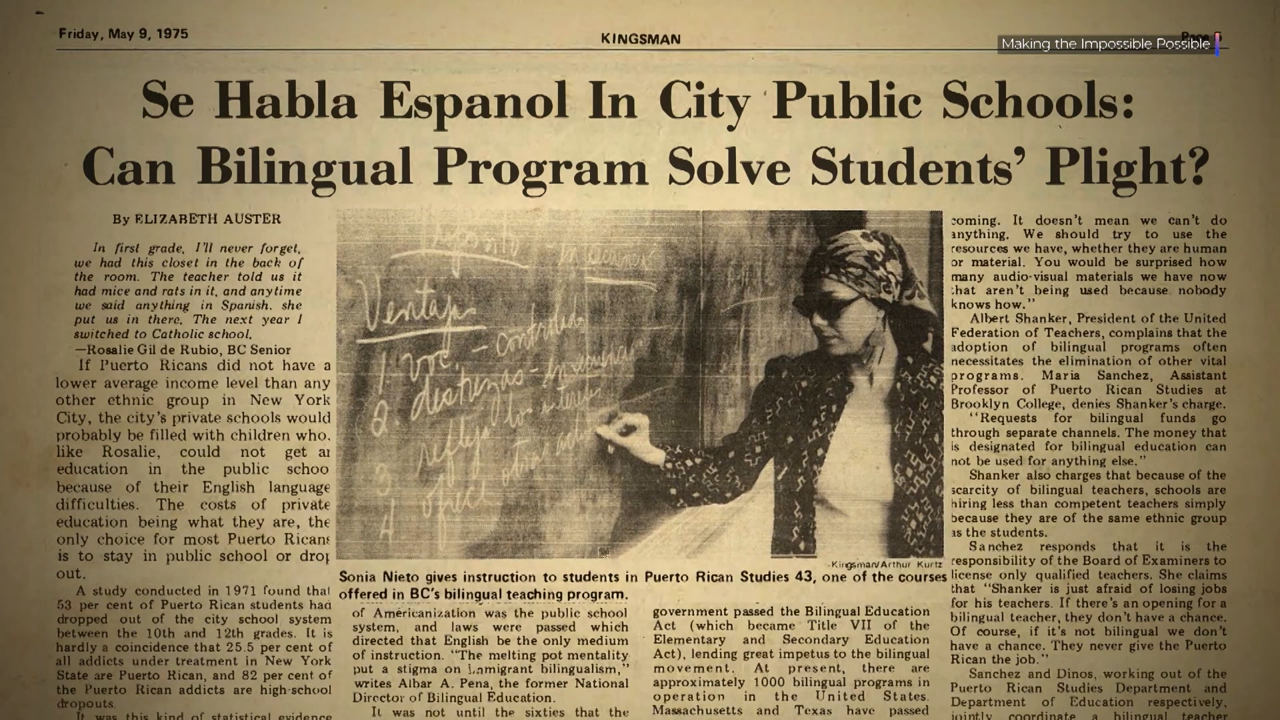 Friday, May 9, 1975
KINGSMAN
Making the Impossible Possible
Se Habla Espanol In City Public Schools:
Can Bilingual Program Solve Students' Plight?
By ELIZABETH AUSTER
In first grade, I'll never forget,
we had this closet in the back of
the room. The teacher told us it
had mice and rats in it, and anytime
we said anything in Spanish. she
put us in there. The next year I
switched to Catholic school.
—Rosalie Gil de Rubio, BC Senior
If Puerto Ricans did not have a
lower average income level than any
other ethnic group in New York
City, the city's private schools would
probably be filled with children who.
like Rosalie, could not get
education in the public schoo
because of their English language
difficulties. The costs of private
education being what they are, the
only choice for most Puerto Ricans
is to stay in public school or drop
out.
A study conducted in 1971 found that
53 per cent of Puerto Rican students had
dropped out of the city school system
between the 10th and 12th grades. It is
hardly a coincidence that 25.5 per cent of
all addicts under treatment in New York
State are Puerto Rican, and 82 per cent of
the Puerto Rican addicts are high-school
dropouts.
It was this kind of statistical evidence
1 voc.
2
4
-Kingsman/Arthur Kurtz
Sonia Nieto gives instruction to students in Puerto Rican Studies 43, one of the courses
offered in BC's bilingual teaching program.
of Americanization was the public school
system, and laws were passed which
directed that English be the only medium
of instruction. "The melting pot mentality
put a stigma on immigrant bilingualism,"
writes Albar A. Pena, the former National
Director of Bilingual Education.
It was not until the sixties that the
government passed the Bilingual Education
Act (which became Title VII of the
Elementary and Secondary Education
Act), lending great impetus to the bilingual
movement. At present, there are
approximately 1000 bilingual programs in
operation in the United States.
Massachusetts and Texas have passed
coming. It doesn't mean we can't do
anything. We should try to use the
resources we have, whether they are human
or material. You would be surprised how
many audio-visual materials we have now
that aren't being used because nobody
knows how."
Albert Shanker, President of the United
Federation of Teachers, complains that the
adoption of bilingual programs often
necessitates the elimination of other vital
programs. Maria Sanchez, Assistant
Professor of Puerto Rican Studies at
Brooklyn College, denies Shanker's charge.
"Requests for bilingual funds go
through separate channels. The money that
is designated for bilingual education can
not be used for anything else."
Shanker also charges that because of the
scarcity of bilingual teachers, schools are
hiring less than competent teachers simply
because they are of the same ethnic group
as the students.
Sanchez responds that it is the
responsibility of the Board of Examiners to
license only qualified teachers. She claims
that "Shanker is just afraid of losing jobs
for his teachers. If there's an opening for a
bilingual teacher, they don't have a chance.
Of course, if it's not bilingual we don't
have a chance. They never give the Puerto
Rican the job."
Sanchez and Dinos, working out of the
Puerto Rican Studies Department and
Department of Education respectively,
jointly coordinate a bilingual teacher